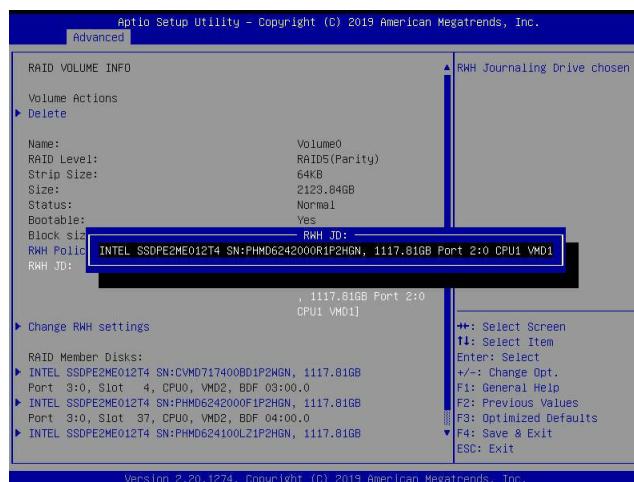 Aptio Setup Utility – Copyright (C) 2019 American Megatrends, Inc.
Advanced
RAID VOLUME INFO
Volume Actions
Delete
Name: Volume0
RAID Level: RAID5(Parity)
Strip Size: 64KB
Size: 2123.84GB
Status: Normal
Bootable: Yes
Block siz
RWH Polic
RWH JD:
RWH JD:
INTEL SSDPE2ME012T4 SN:PHMD6242000R1P2HGN, 1117.81GB Port 2:0 CPU1 VMD1
, 1117.81GB Port 2:0
CPU1 VMD1]
Change RWH settings
RAID Member Disks:
INTEL SSDPE2ME012T4 SN:CVMD717400BD1P2WGN, 1117.81GB
Port 3:0, Slot 4, CPU0, VMD2, BDF 03:00.0
INTEL SSDPE2ME012T4 SN:PHMD6242000F1P2HGN, 1117.81GB
Port 3:0, Slot 37, CPU0, VMD2, BDF 04:00.0
INTEL SSDPE2ME012T4 SN:PHMD624100LZ1P2HGN, 1117.81GB
RWH Journaling Drive chosen
→←: Select Screen
↑↓: Select Item
Enter: Select
+/-: Change Opt.
F1: General Help
F2: Previous Values
F3: Optimized Defaults
F4: Save & Exit
ESC: Exit
Version 2.20.1274. Copyright (C) 2019 American Megatrends, Inc.